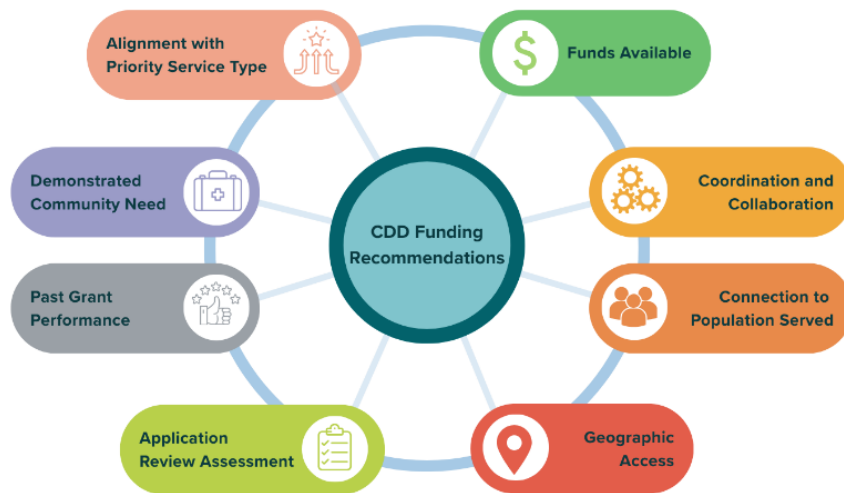 Alignment with
Priority Service Type
Funds Available
Demonstrated
Community Need
Coordination and
Collaboration
CDD Funding
Recommendations
Past Grant
Performance
Connection to
Population Served
Application
Review Assessment
Geographic
Access